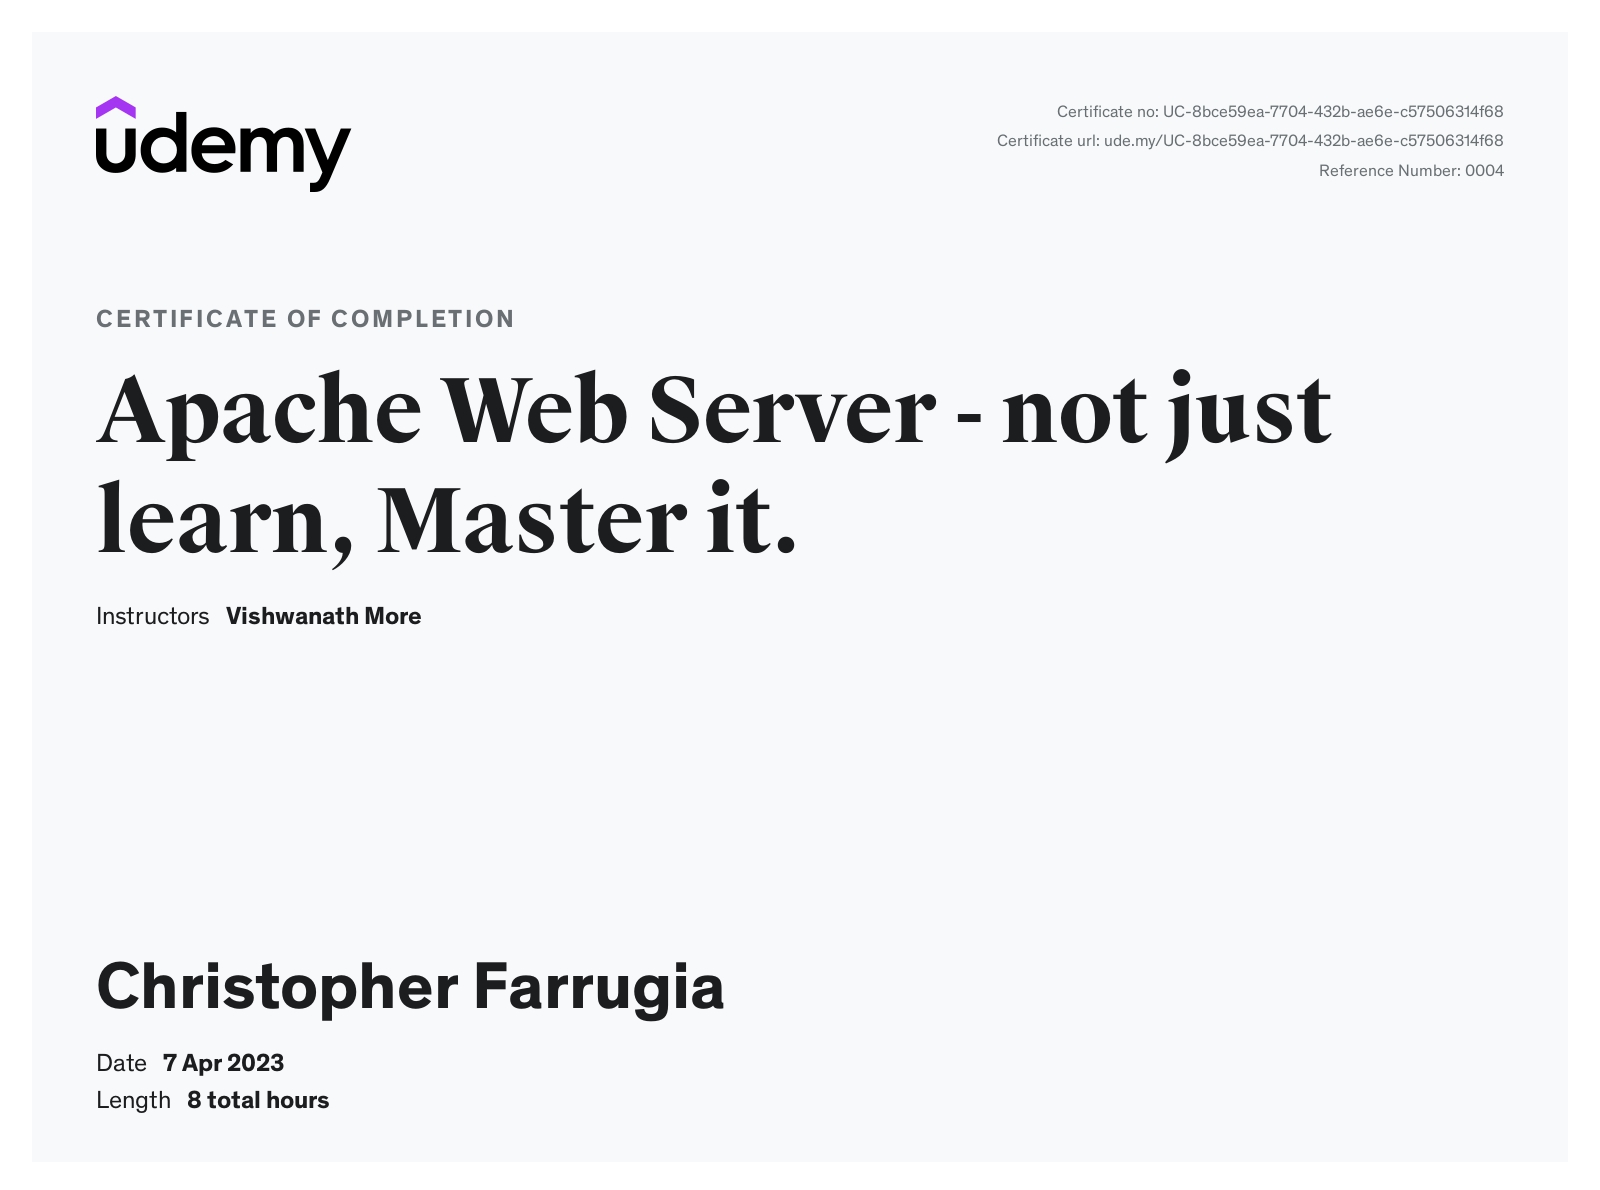 udemy
Certificate no: UC-8bce59ea-7704-432b-ae6e-c57506314f68
Certificate url: ude.my/UC-8bce59ea-7704-432b-ae6e-c57506314f68
Reference Number: 0004
CERTIFICATE OF COMPLETION
Apache Web Server - not just
learn, Master it.
Instructors Vishwanath More
Christopher Farrugia
Date 7 Apr 2023
Length 8 total hours